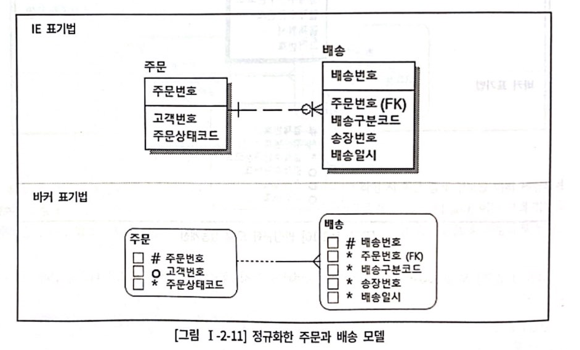 IE 표기법
주문
주문번호
고객번호
주문상태코드
배송
배송번호
주문번호 (FK)
배송구분코드
송장번호
배송일시
바커 표기법
주문
# 주문번호
o 고객번호
* 주문상태코드
배송
# 배송번호
* 주문번호 (FK)
* 배송구분코드
* 송장번호
* 배송일시
[그림 Ⅰ-2-11] 정규화한 주문과 배송 모델